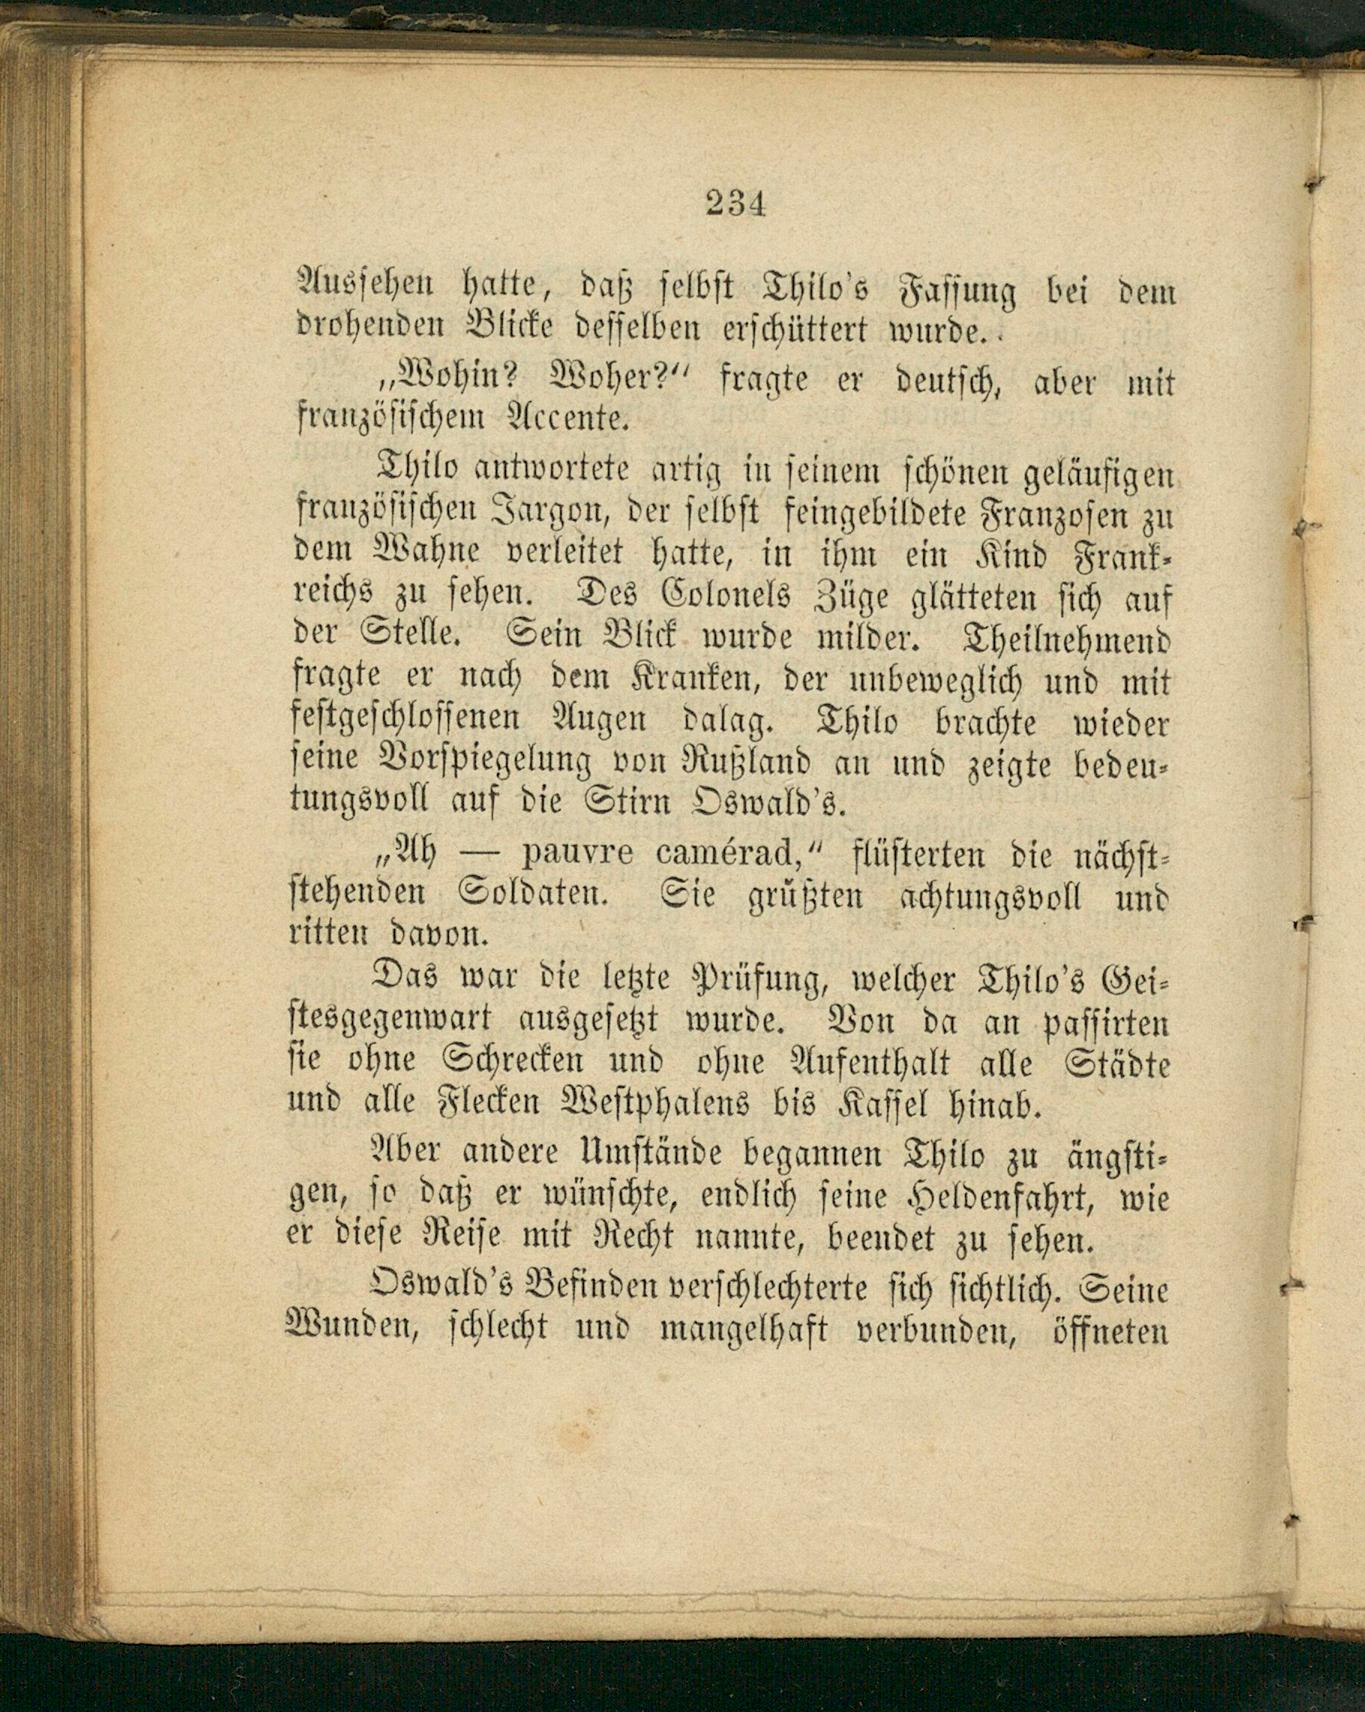 234
Aussehen hatte, daß selbst Thilo's Fassung bei dem
drohenden Blicke desselben erschüttert wurde.
„Wohin? Woher?“ fragte er deutsch, aber mit
französischem Accente.
Thilo antwortete artig in seinem schönen geläufigen
französischen Jargon, der selbst feingebildete Franzosen zu
dem Wahne verleitet hatte, in ihm ein Kind Frank-
reichs zu sehen. Des Colonels Züge glätteten sich auf
der Stelle. Sein Blick wurde milder. Theilnehmend
fragte er nach dem Kranken, der unbeweglich und mit
festgeschlossenen Augen dalag. Thilo brachte wieder
seine Vorspiegelung von Rußland an und zeigte bedeu-
tungsvoll auf die Stirn Oswald's.
„Ah — pauvre camérad,“ flüsterten die nächst-
stehenden Soldaten. Sie grüßten achtungsvoll und
ritten davon.
Das war die letzte Prüfung, welcher Thilo's Gei-
stesgegenwart ausgesetzt wurde. Von da an passirten
sie ohne Schrecken und ohne Aufenthalt alle Städte
und alle Flecken Westphalens bis Kassel hinab.
Aber andere Umstände begannen Thilo zu ängsti-
gen, so daß er wünschte, endlich seine Heldenfahrt, wie
er diese Reise mit Recht nannte, beendet zu sehen.
Oswald's Befinden verschlechterte sich sichtlich. Seine
Wunden, schlecht und mangelhaft verbunden, öffneten